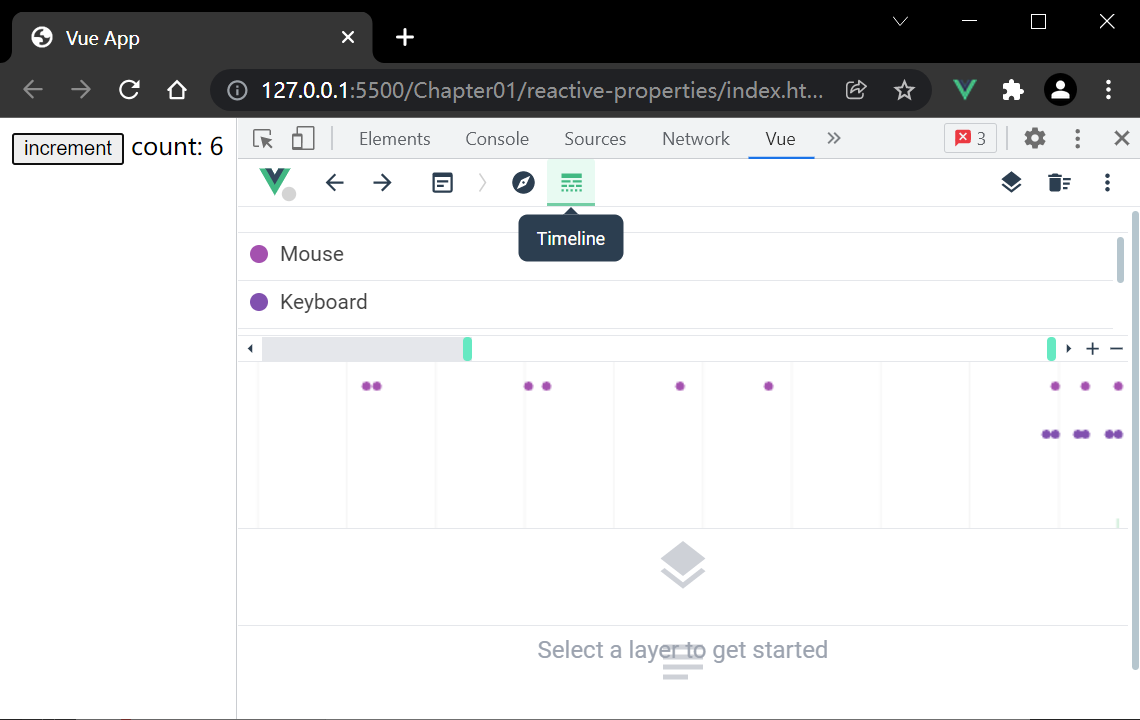 Vue App
127.0.0.1:5500/Chapter01/reactive-properties/index.ht...
increment count: 6
Elements Console Sources Network Vue 3
Timeline
Mouse
Keyboard
Select a layer to get started